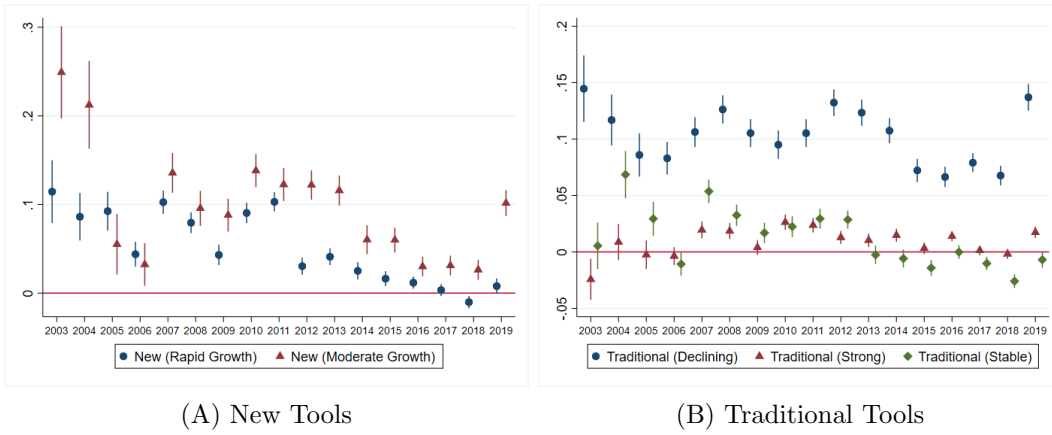 .3
.2
.1
0
2003 2004 2005 2006 2007 2008 2009 2010 2011 2012 2013 2014 2015 2016 2017 2018 2019
New (Rapid Growth) New (Moderate Growth)
(A) New Tools
.2
.15
.1
.05
0
-.05
2003 2004 2005 2006 2007 2008 2009 2010 2011 2012 2013 2014 2015 2016 2017 2018 2019
Traditional (Declining) Traditional (Strong) Traditional (Stable)
(B) Traditional Tools